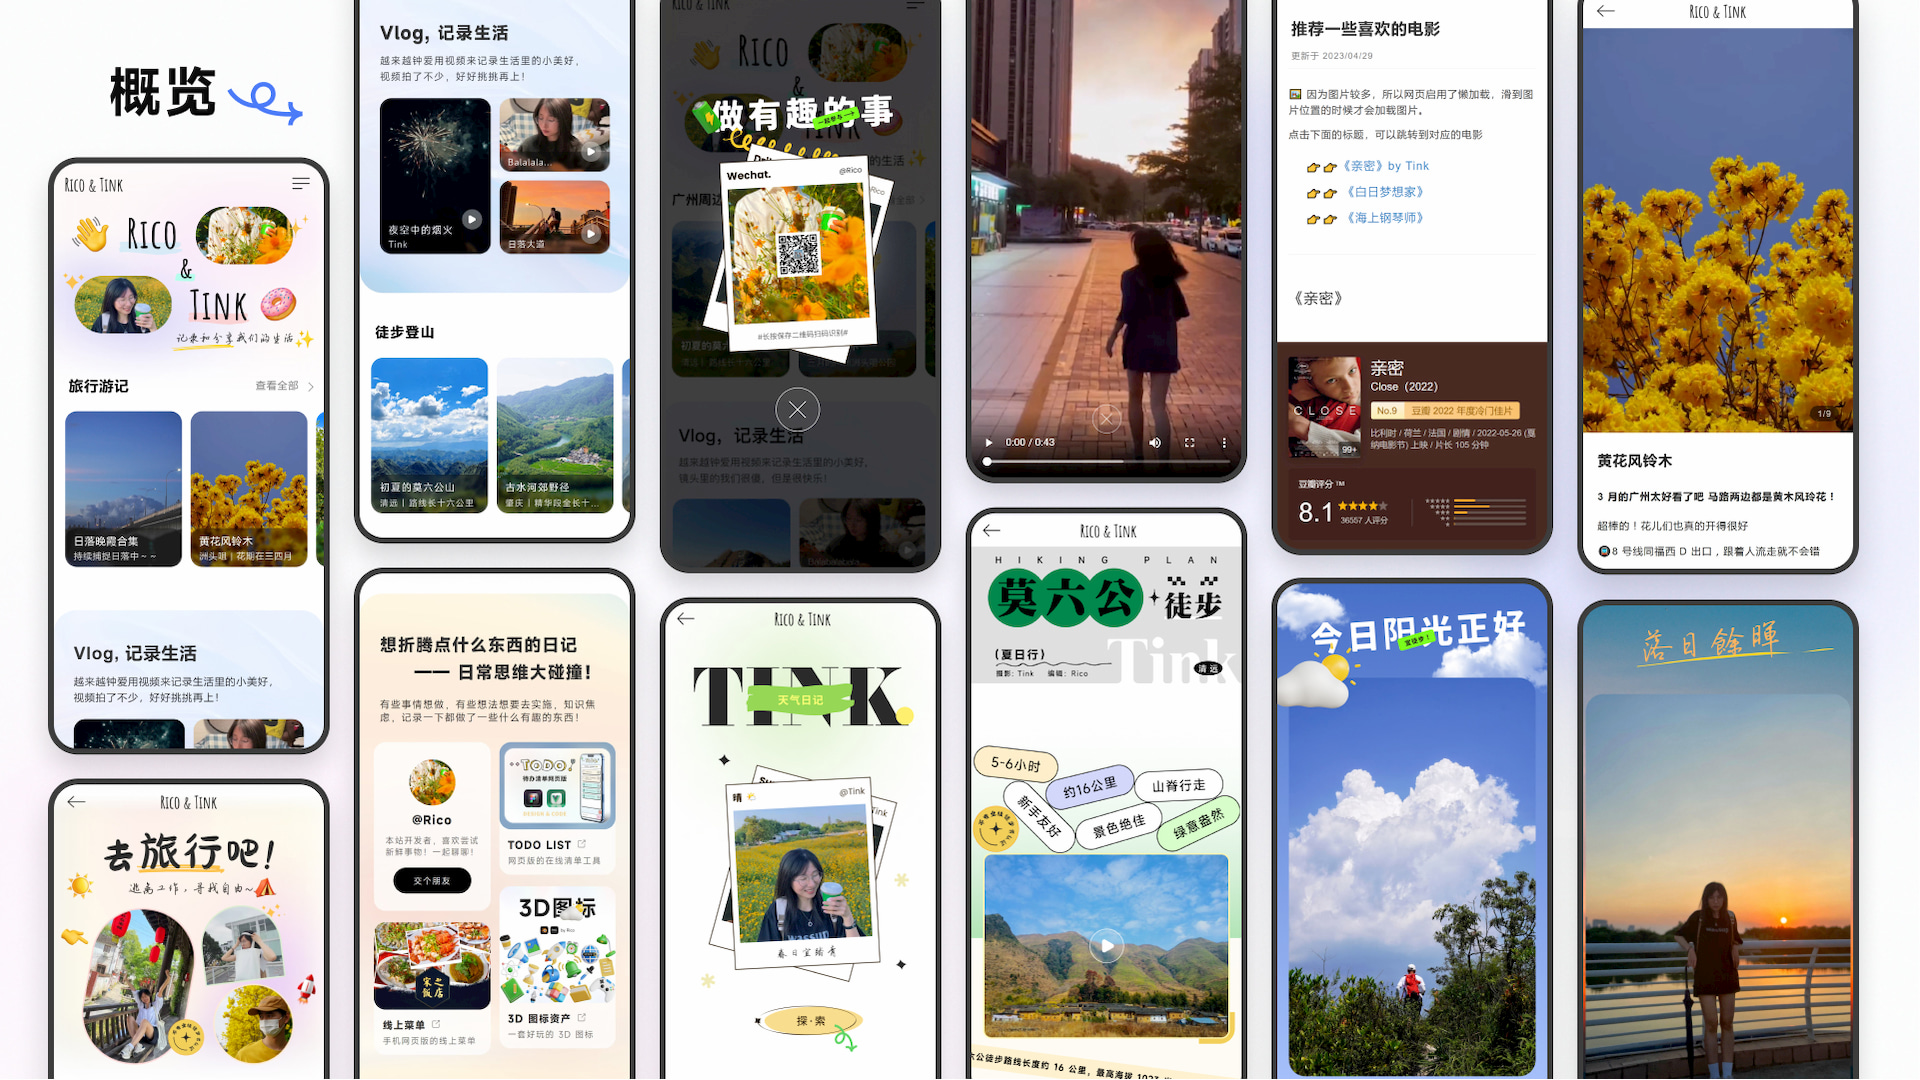 概览
RICO & TINK
RICO
&
TINK
记录和分享我们的生活
旅行游记
查看全部
日落晚霞合集
持续捕捉日落中～～
黄花风铃木
洲头咀 | 花期在三四月
Vlog, 记录生活
越来越钟爱用视频来记录生活里的小美好，
视频拍了不少，好好挑挑再上！
RICO & TINK
去旅行吧！
逃离工作，寻找自由~
Vlog, 记录生活
越来越钟爱用视频来记录生活里的小美好，
视频拍了不少，好好挑挑再上！
夜空中的烟火
Tink
Balalala...
日落大道
徒步登山
初夏的莫六公山
清远 | 路线长十六公里
古水河郊野径
肇庆 | 精华段全长十...
想折腾点什么东西的日记
—— 日常思维大碰撞！
有些事情想做，有些想法想要去实施，知识焦
虑，记录一下都做了一些什么有趣的东西！
@Rico
本站开发者，喜欢尝试
新鲜事物！一起聊聊！
交个朋友
TODO
待办清单网页版
DESIGN & CODE
TODO LIST
网页版的在线清单工具
家之
饭店
线上菜单
手机网页版的线上菜单
3D图标
by Rico
3D 图标资产
一套好玩的 3D 图标
RICO & TINK
RICO
&
做有趣的事
一起参与
Wechat.
@Rico
#长按保存二维码扫码识别#
广州周边
Vlog, 记录生活
越来越钟爱用视频来记录生活里的小美好，
镜头里的我们很傻，但是很快乐！
RICO & TINK
TINK
天气日记
晴
@Tink
春日宜踏青
探·索
0:00 / 0:43
RICO & TINK
HIKING PLAN
莫六公
徒步
(夏日行)
Tink
摄影：Tink 编辑：Rico
清远
5-6小时
约16公里
山脊行走
新手友好
景色绝佳
绿意盎然
六公徒步路线长度约 16 公里，最高海拔 1023
推荐一些喜欢的电影
更新于 2023/04/29
因为图片较多，所以网页启用了懒加载，滑到图
片位置的时候才会加载图片。
点击下面的标题，可以跳转到对应的电影
《亲密》by Tink
《白日梦想家》
《海上钢琴师》
《亲密》
CLOSE
99+
亲密
Close（2022）
No.9 豆瓣 2022 年度冷门佳片
比利时 / 荷兰 / 法国 / 剧情 / 2022-05-26 (戛
纳电影节) 上映 / 片长 105 分钟
豆瓣评分 ™
8.1
36557 人评分
今日阳光正好
宜徒步！
RICO & TINK
1/9
黄花风铃木
3 月的广州太好看了吧 马路两边都是黄木风玲花！
超棒的！花儿们也真的开得很好
8 号线同福西 D 出口，跟着人流走就不会错
落日餘暉